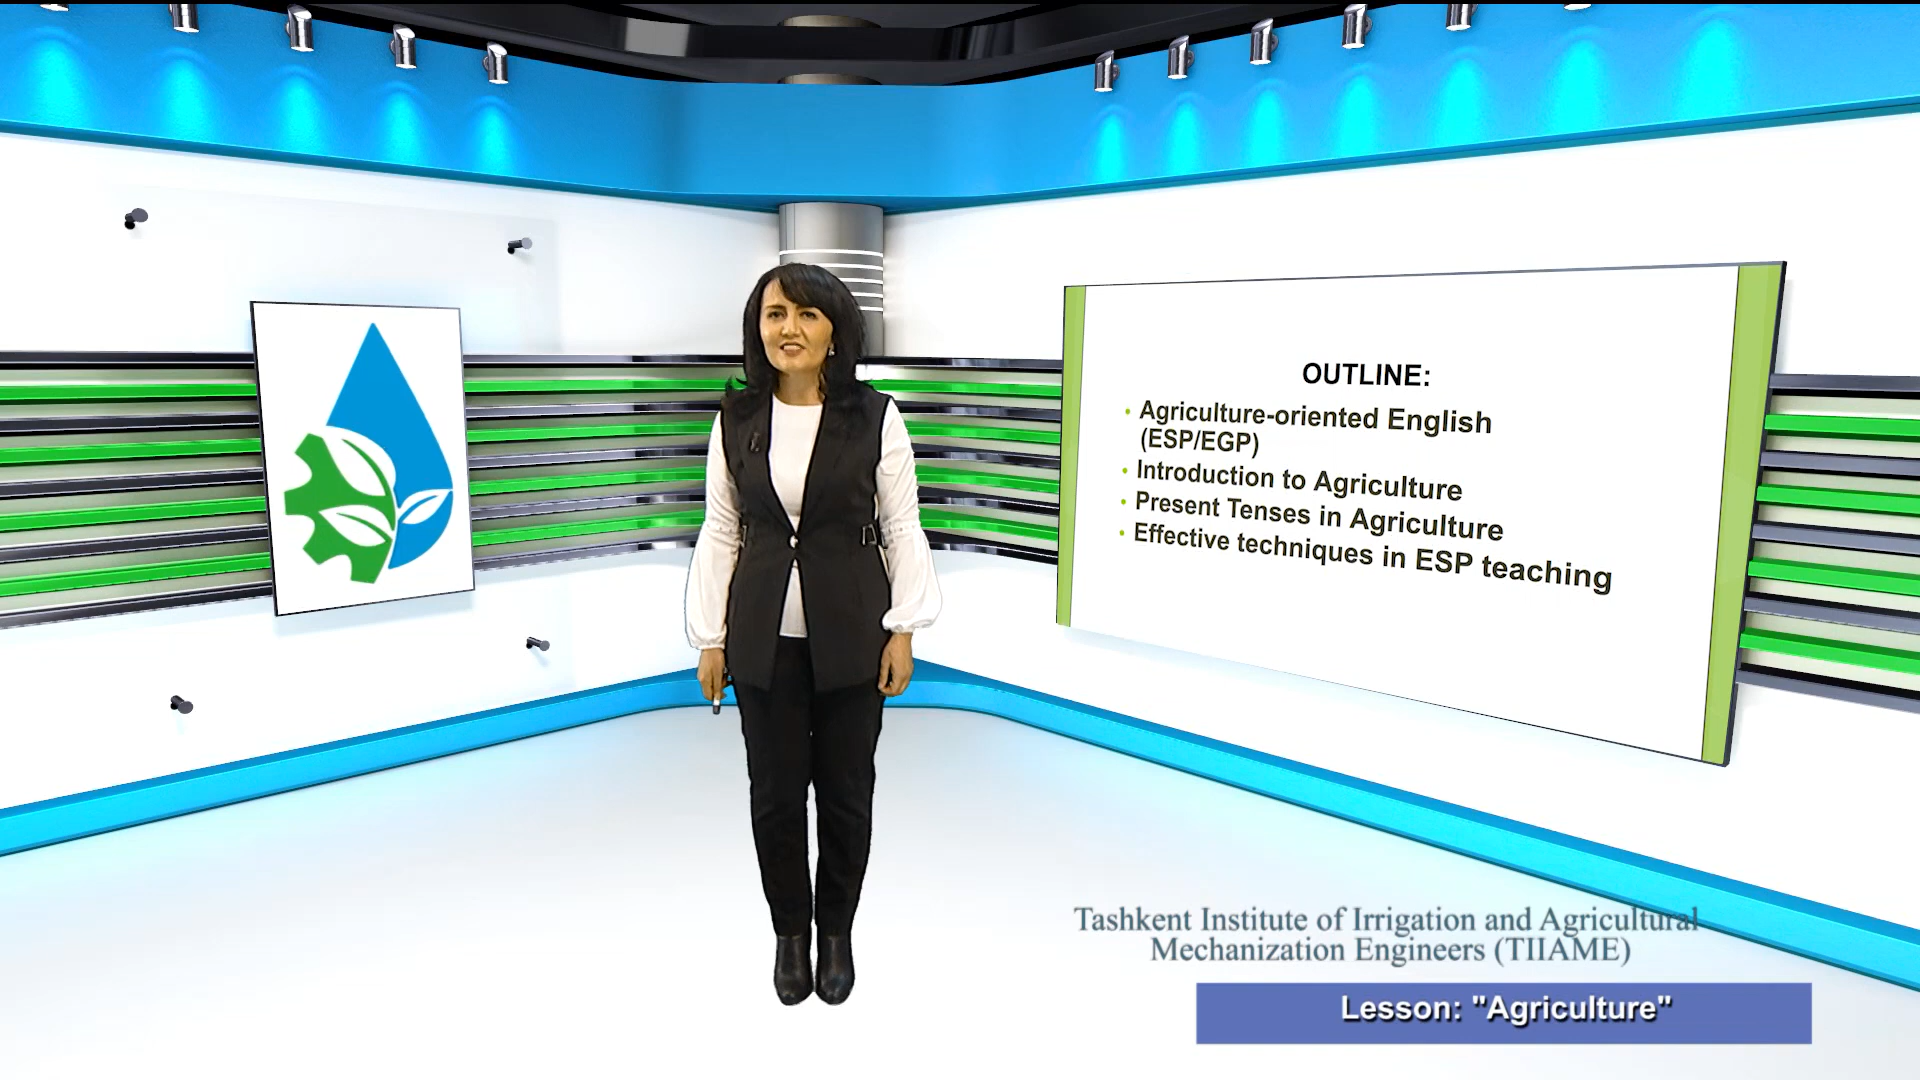 OUTLINE:
• Agriculture-oriented English
(ESP/EGP)
• Introduction to Agriculture
• Present Tenses in Agriculture
• Effective techniques in ESP teaching
Tashkent Institute of Irrigation and Agricultural
Mechanization Engineers (TIIAME)
Lesson: "Agriculture"